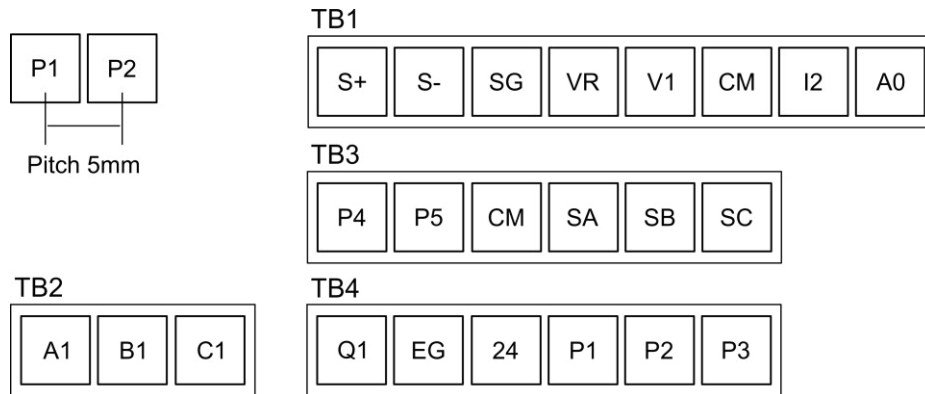 P1 P2
Pitch 5mm
TB1
S+ S- SG VR V1 CM I2 A0
TB3
P4 P5 CM SA SB SC
TB2
A1 B1 C1
TB4
Q1 EG 24 P1 P2 P3